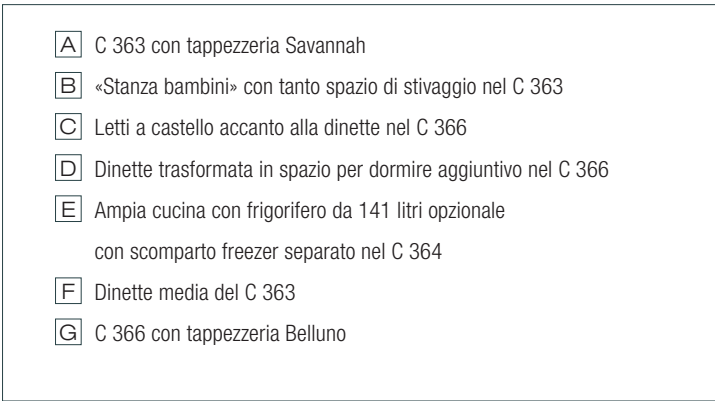 A C 363 con tappezzeria Savannah
B «Stanza bambini» con tanto spazio di stivaggio nel C 363
C Letti a castello accanto alla dinette nel C 366
D Dinette trasformata in spazio per dormire aggiuntivo nel C 366
E Ampia cucina con frigorifero da 141 litri opzionale
con scomparto freezer separato nel C 364
F Dinette media del C 363
G C 366 con tappezzeria Belluno